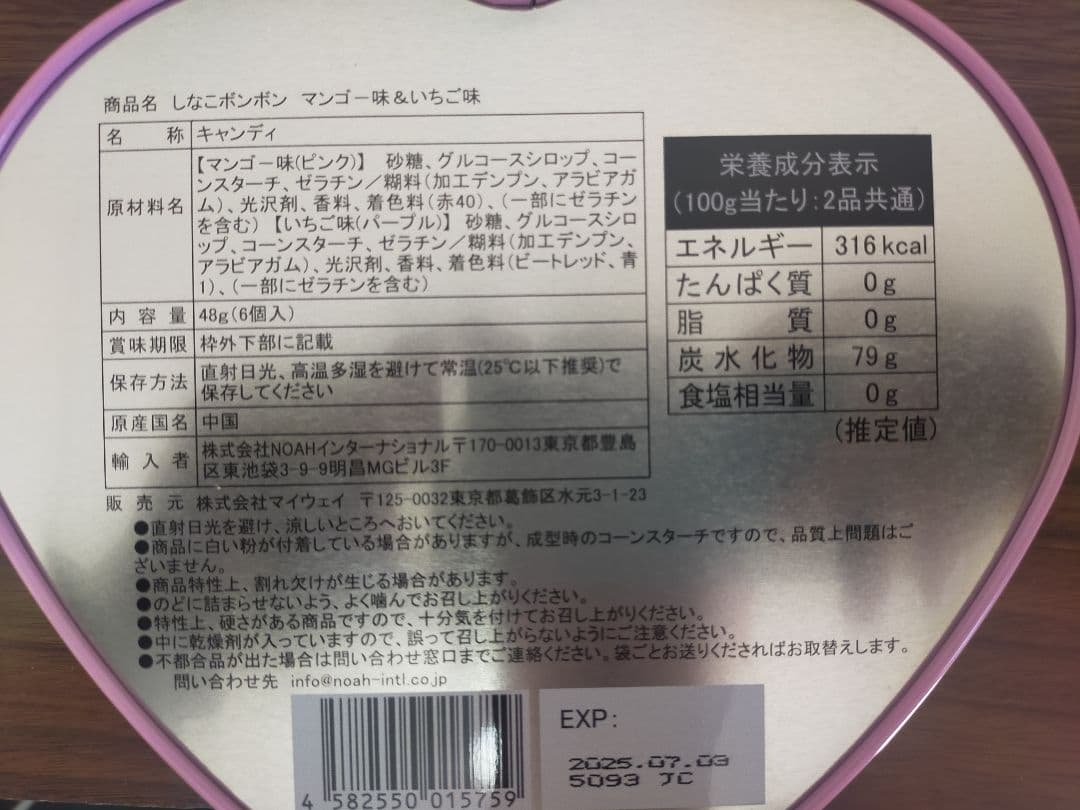 商品名 しなこボンボン マンゴー味&いちご味
名称 キャンディ
原材料名 【マンゴー味(ピンク)】 砂糖、グルコースシロップ、コー
ンスターチ、ゼラチン/糊料(加工デンプン、アラビアガ
ム)、光沢剤、香料、着色料(赤40)、(一部にゼラチン
を含む)【いちご味(パープル)】 砂糖、グルコースシロ
ップ、コーンスターチ、ゼラチン/糊料(加工デンプン、
アラビアガム)、光沢剤、香料、着色料(ビートレッド、青
1)、(一部にゼラチンを含む)
内容量 48g(6個入)
賞味期限 枠外下部に記載
保存方法 直射日光、高温多湿を避けて常温(25℃以下推奨)で
保存してください
原産国名 中国
輸入者 株式会社NOAHインターナショナル〒170-0013東京都豊島
区東池袋3-9-9明昌MGビル3F
販売元 株式会社マイウェイ 〒125-0032東京都葛飾区水元3-1-23
栄養成分表示
(100g当たり:2品共通)
エネルギー 316kcal
たんぱく質 0g
脂質 0g
炭水化物 79g
食塩相当量 0g
(推定値)
●直射日光を避け、涼しいところへおいてください。
●商品に白い粉が付着している場合がありますが、成型時のコーンスターチですので、品質上問題はご
ざいません。
●商品特性上、割れ欠けが生じる場合があります。
●のどに詰まらせないよう、よく噛んでお召し上がりください。
●特性上、硬さがある商品ですので、十分気を付けてお召し上がりください。
●中に乾燥剤が入っていますので、誤って召し上がらないようにご注意ください。
●不都合品が出た場合は問い合わせ窓口までご連絡ください。袋ごとお送りくださればお取替えします。
問い合わせ先 info@noah-intl.co.jp
4 582550 015759
EXP:
2025.07.03
5093 JC